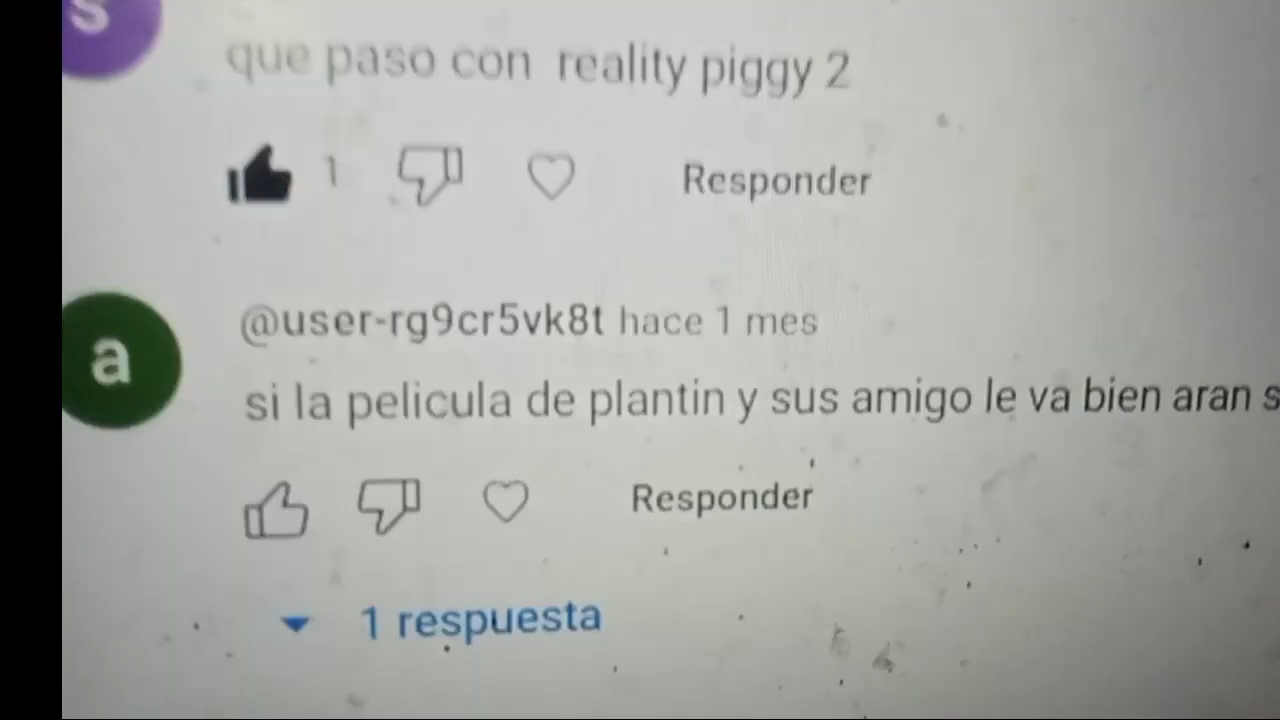 s
que paso con reality piggy 2
1
Responder
@user-rg9cr5vk8t hace 1 mes
a
si la pelicula de plantin y sus amigo le va bien aran s
Responder
1 respuesta